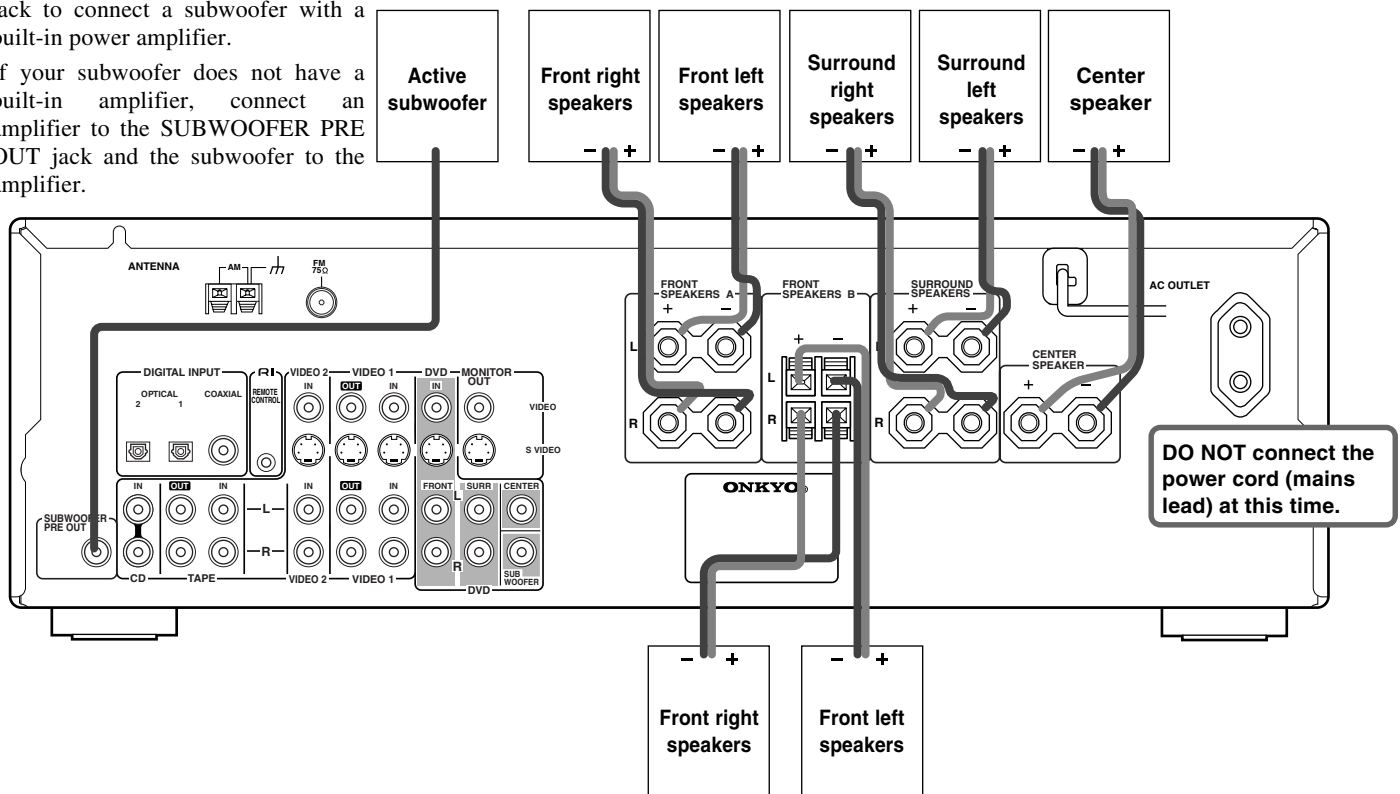 jack to connect a subwoofer with a
built-in power amplifier.
If your subwoofer does not have a
built-in amplifier, connect an
amplifier to the SUBWOOFER PRE
OUT jack and the subwoofer to the
amplifier.
Active
subwoofer
Front right
speakers
Front left
speakers
Surround
right
speakers
Surround
left
speakers
Center
speaker
- +
- +
- +
- +
- +
ANTENNA
AM
FM
75Ω
FRONT
SPEAKERS A
+ -
L
R
FRONT
SPEAKERS B
+ -
L
R
SURROUND
SPEAKERS
+ -
R
CENTER
SPEAKER
+ -
AC OUTLET
DIGITAL INPUT
OPTICAL
2 1
COAXIAL
RI
REMOTE
CONTROL
VIDEO 2
IN
VIDEO 1
OUT IN
DVD
IN
MONITOR
OUT
VIDEO
S VIDEO
SUBWOOFER
PRE OUT
IN OUT IN
L
R
CD TAPE
IN OUT IN
VIDEO 2 VIDEO 1
FRONT SURR CENTER
L
R
SUB
WOOFER
DVD
ONKYO®
DO NOT connect the
power cord (mains
lead) at this time.
- +
- +
Front right
speakers
Front left
speakers